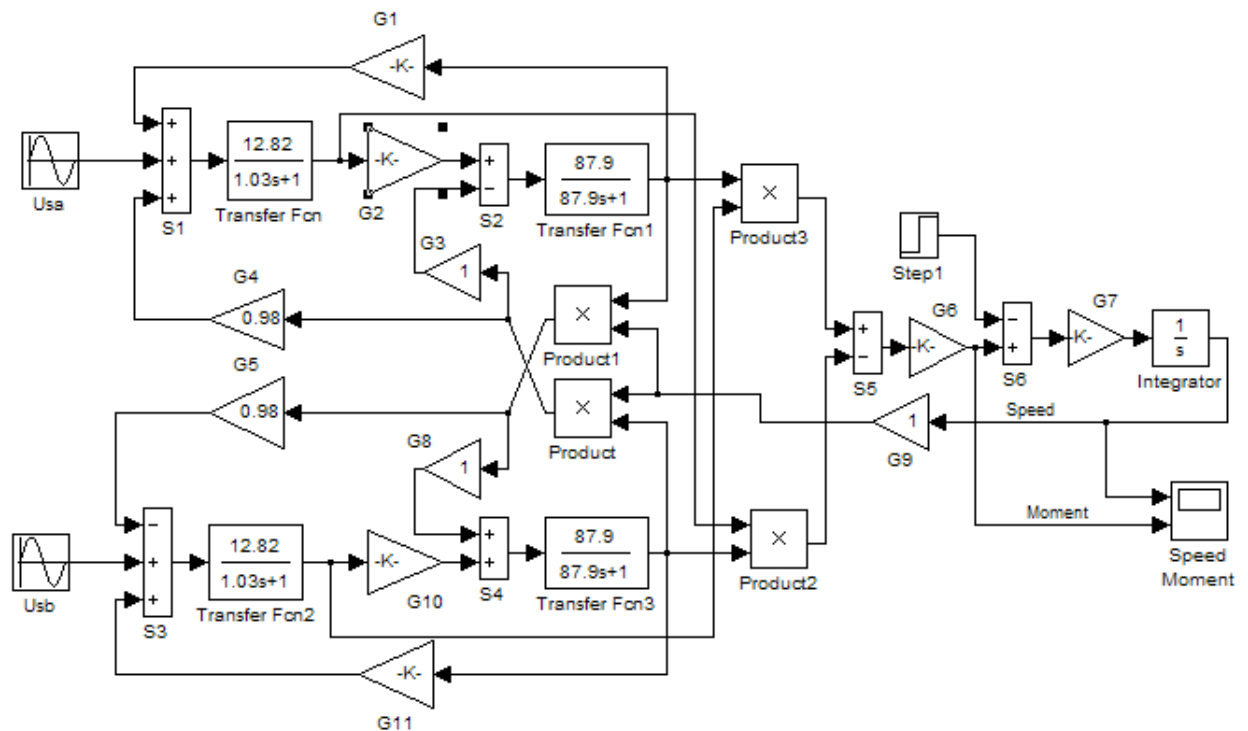 G1
-K-
+
+
+
Usa
S1
12.82
1.03s+1
Transfer Fcn
-K-
G2
+
−
S2
87.9
87.9s+1
Transfer Fcn1
×
Product3
G3
1
Step1
G4
0.98
×
Product1
G6
-K-
+
−
S5
−
+
S6
G7
K-
1
s
Integrator
G5
0.98
×
Product
Speed
1
G9
G8
1
Moment
Speed
Moment
−
+
+
Usb
S3
12.82
1.03s+1
Transfer Fcn2
-K-
G10
+
+
S4
87.9
87.9s+1
Transfer Fcn3
×
Product2
-K-
G11